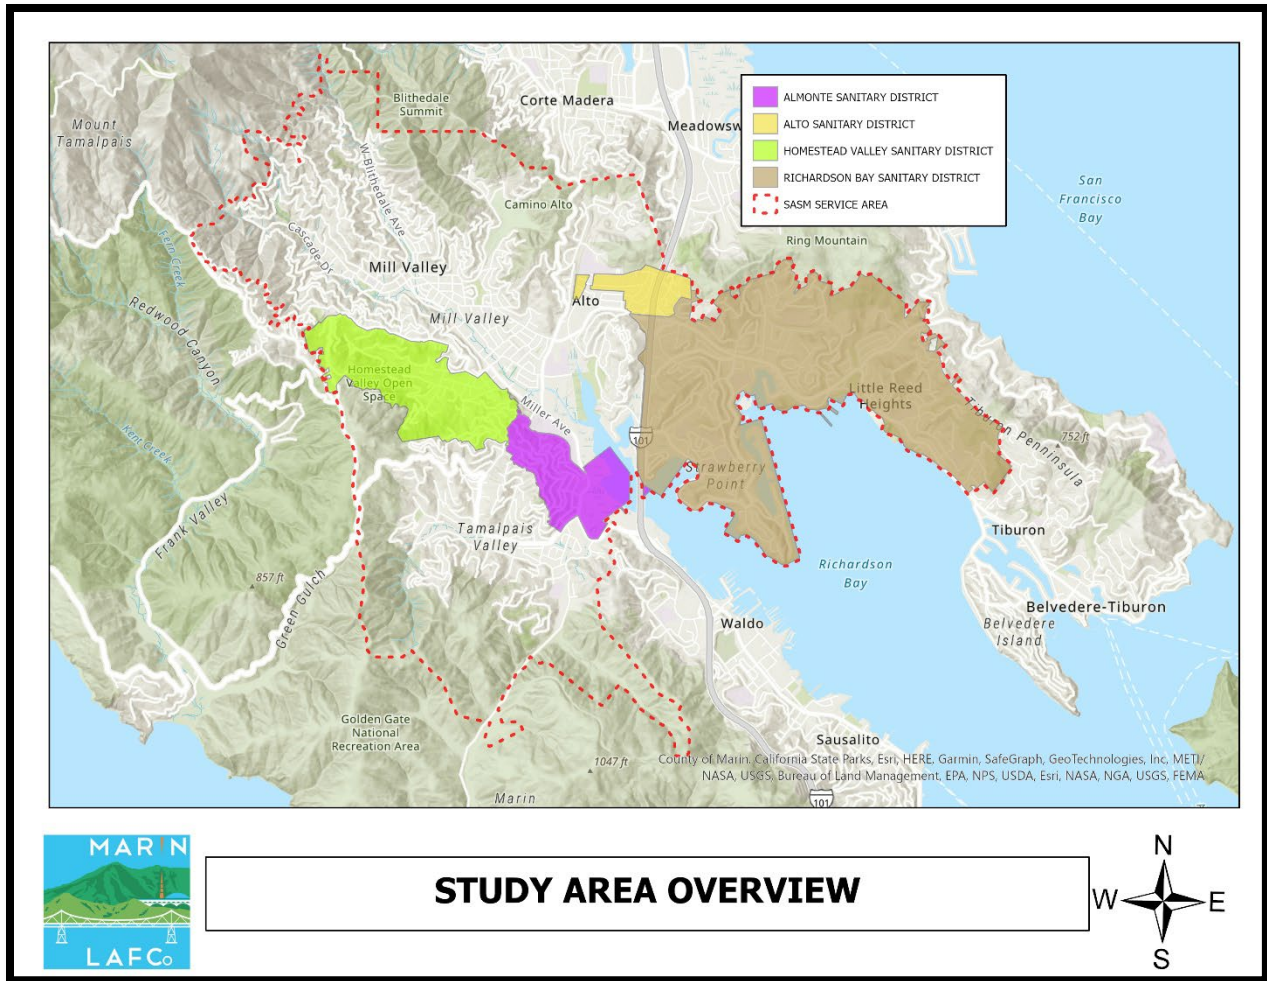 Mount
Tamalpais
Blithedale
Summit
Corte Madera
Meadowsw
ALMONTE SANITARY DISTRICT
ALTO SANITARY DISTRICT
HOMESTEAD VALLEY SANITARY DISTRICT
RICHARDSON BAY SANITARY DISTRICT
SASM SERVICE AREA
San
Francisco
Bay
W-Blithedale Ave
Camino Alto
Ring Mountain
Cascade Dr
Fern Creek
Mill Valley
Alto
Mill Valley
Redwood Canyon
Homestead
Valley Open
Space
Little Reed
Heights
Miller Ave
Tiburon Penninsula
752 ft
101
Kent Creek
Strawberry
Point
Frank Valley
Tamalpais
Valley
Tiburon
Richardson
Bay
857 ft
Green Gulch
Belvedere-Tiburon
Belvedere
Island
Waldo
Golden Gate
National
Recreation Area
Sausalito
1047 ft
County of Marin, California State Parks, Esri, HERE, Garmin, SafeGraph, GeoTechnologies, Inc, METI/
NASA, USGS, Bureau of Land Management, EPA, NPS, USDA, Esri, NASA, NGA, USGS, FEMA
Marin
101
MARIN
LAFCo
STUDY AREA OVERVIEW
N
W
E
S